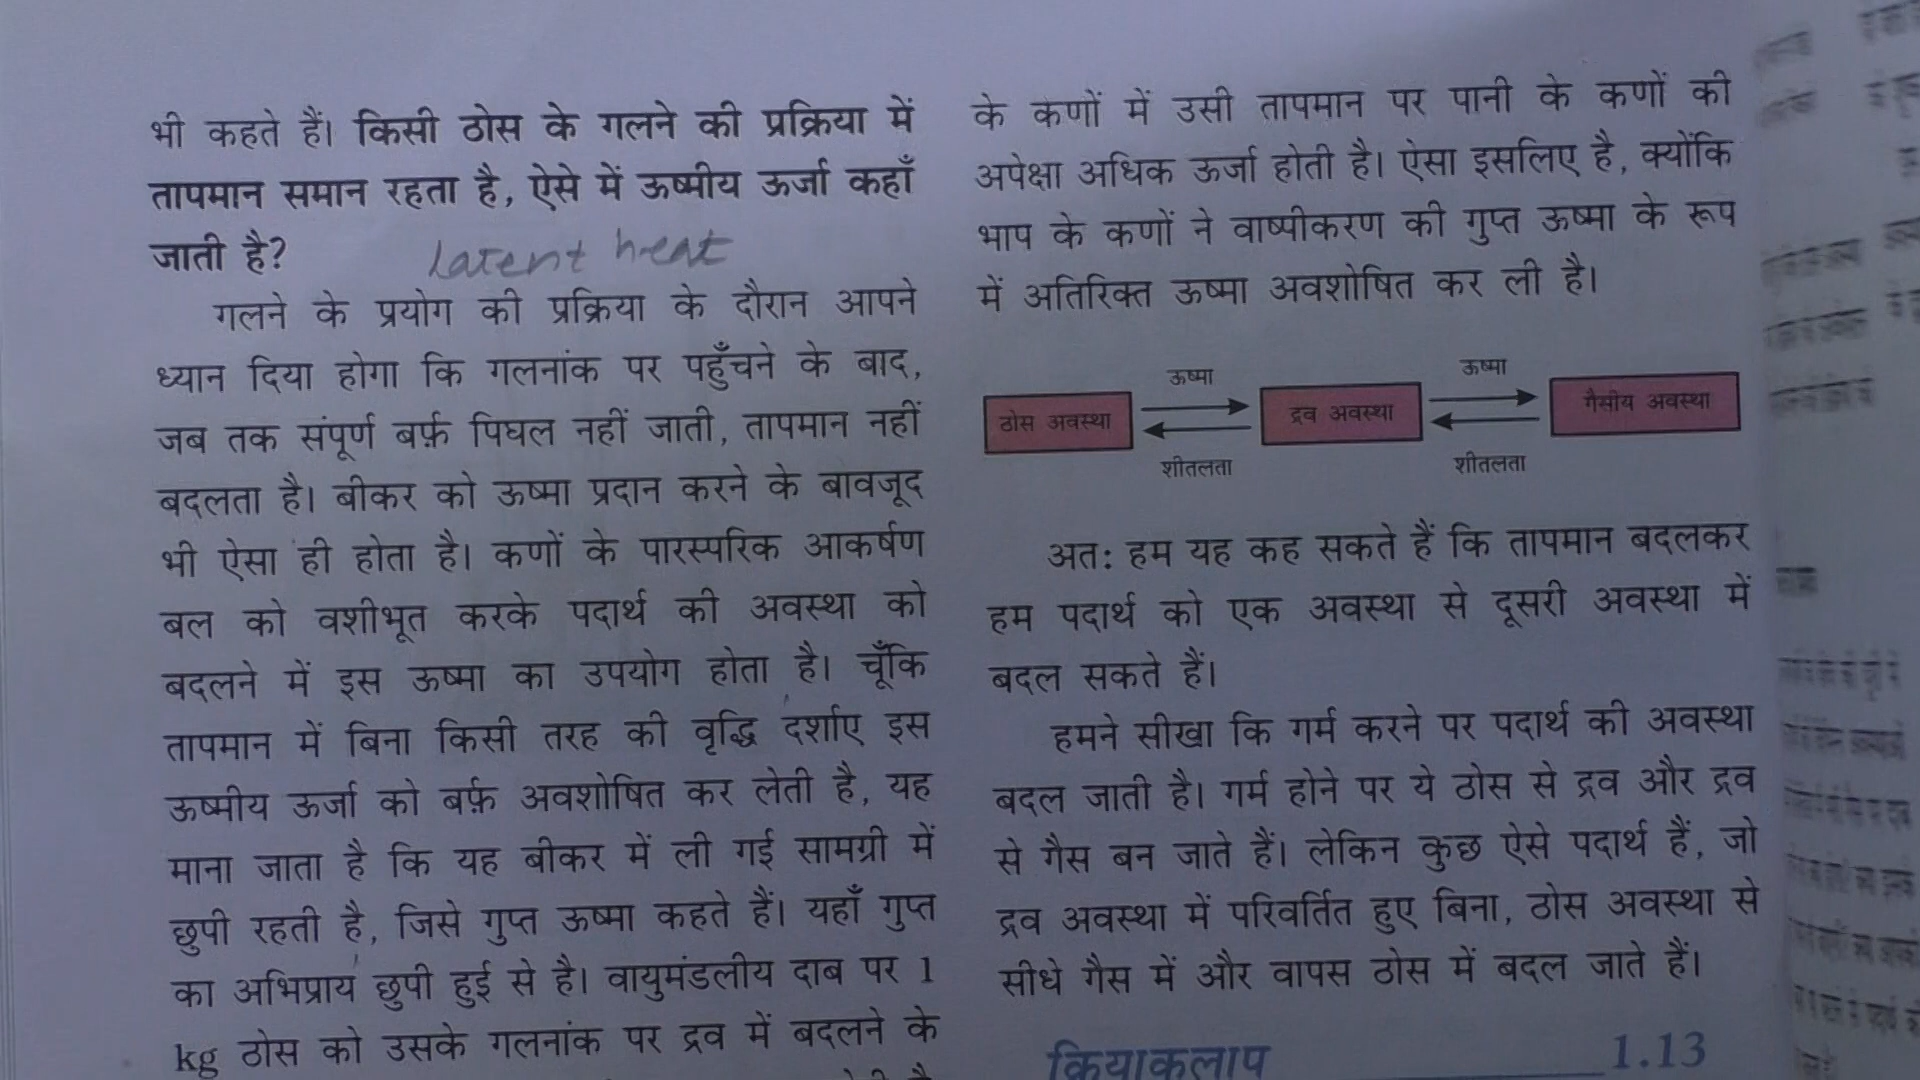 भी कहते हैं। किसी ठोस के गलने की प्रक्रिया में
तापमान समान रहता है, ऐसे में ऊष्मीय ऊर्जा कहाँ
जाती है?
latent heat
गलने के प्रयोग की प्रक्रिया के दौरान आपने
ध्यान दिया होगा कि गलनांक पर पहुँचने के बाद,
जब तक संपूर्ण बर्फ़ पिघल नहीं जाती, तापमान नहीं
बदलता है। बीकर को ऊष्मा प्रदान करने के बावजूद
भी ऐसा ही होता है। कणों के पारस्परिक आकर्षण
बल को वशीभूत करके पदार्थ की अवस्था को
बदलने में इस ऊष्मा का उपयोग होता है। चूँकि
तापमान में बिना किसी तरह की वृद्धि दर्शाए इस
ऊष्मीय ऊर्जा को बर्फ़ अवशोषित कर लेती है, यह
माना जाता है कि यह बीकर में ली गई सामग्री में
छुपी रहती है, जिसे गुप्त ऊष्मा कहते हैं। यहाँ गुप्त
का अभिप्राय छुपी हुई से है। वायुमंडलीय दाब पर 1
kg ठोस को उसके गलनांक पर द्रव में बदलने के
के कणों में उसी तापमान पर पानी के कणों की
अपेक्षा अधिक ऊर्जा होती है। ऐसा इसलिए है, क्योंकि
भाप के कणों ने वाष्पीकरण की गुप्त ऊष्मा के रूप
में अतिरिक्त ऊष्मा अवशोषित कर ली है।
ऊष्मा ऊष्मा
ठोस अवस्था द्रव अवस्था गैसीय अवस्था
शीतलता शीतलता
अतः हम यह कह सकते हैं कि तापमान बदलकर
हम पदार्थ को एक अवस्था से दूसरी अवस्था में
बदल सकते हैं।
हमने सीखा कि गर्म करने पर पदार्थ की अवस्था
बदल जाती है। गर्म होने पर ये ठोस से द्रव और द्रव
से गैस बन जाते हैं। लेकिन कुछ ऐसे पदार्थ हैं, जो
द्रव अवस्था में परिवर्तित हुए बिना, ठोस अवस्था से
सीधे गैस में और वापस ठोस में बदल जाते हैं।
क्रियाकलाप 1.13